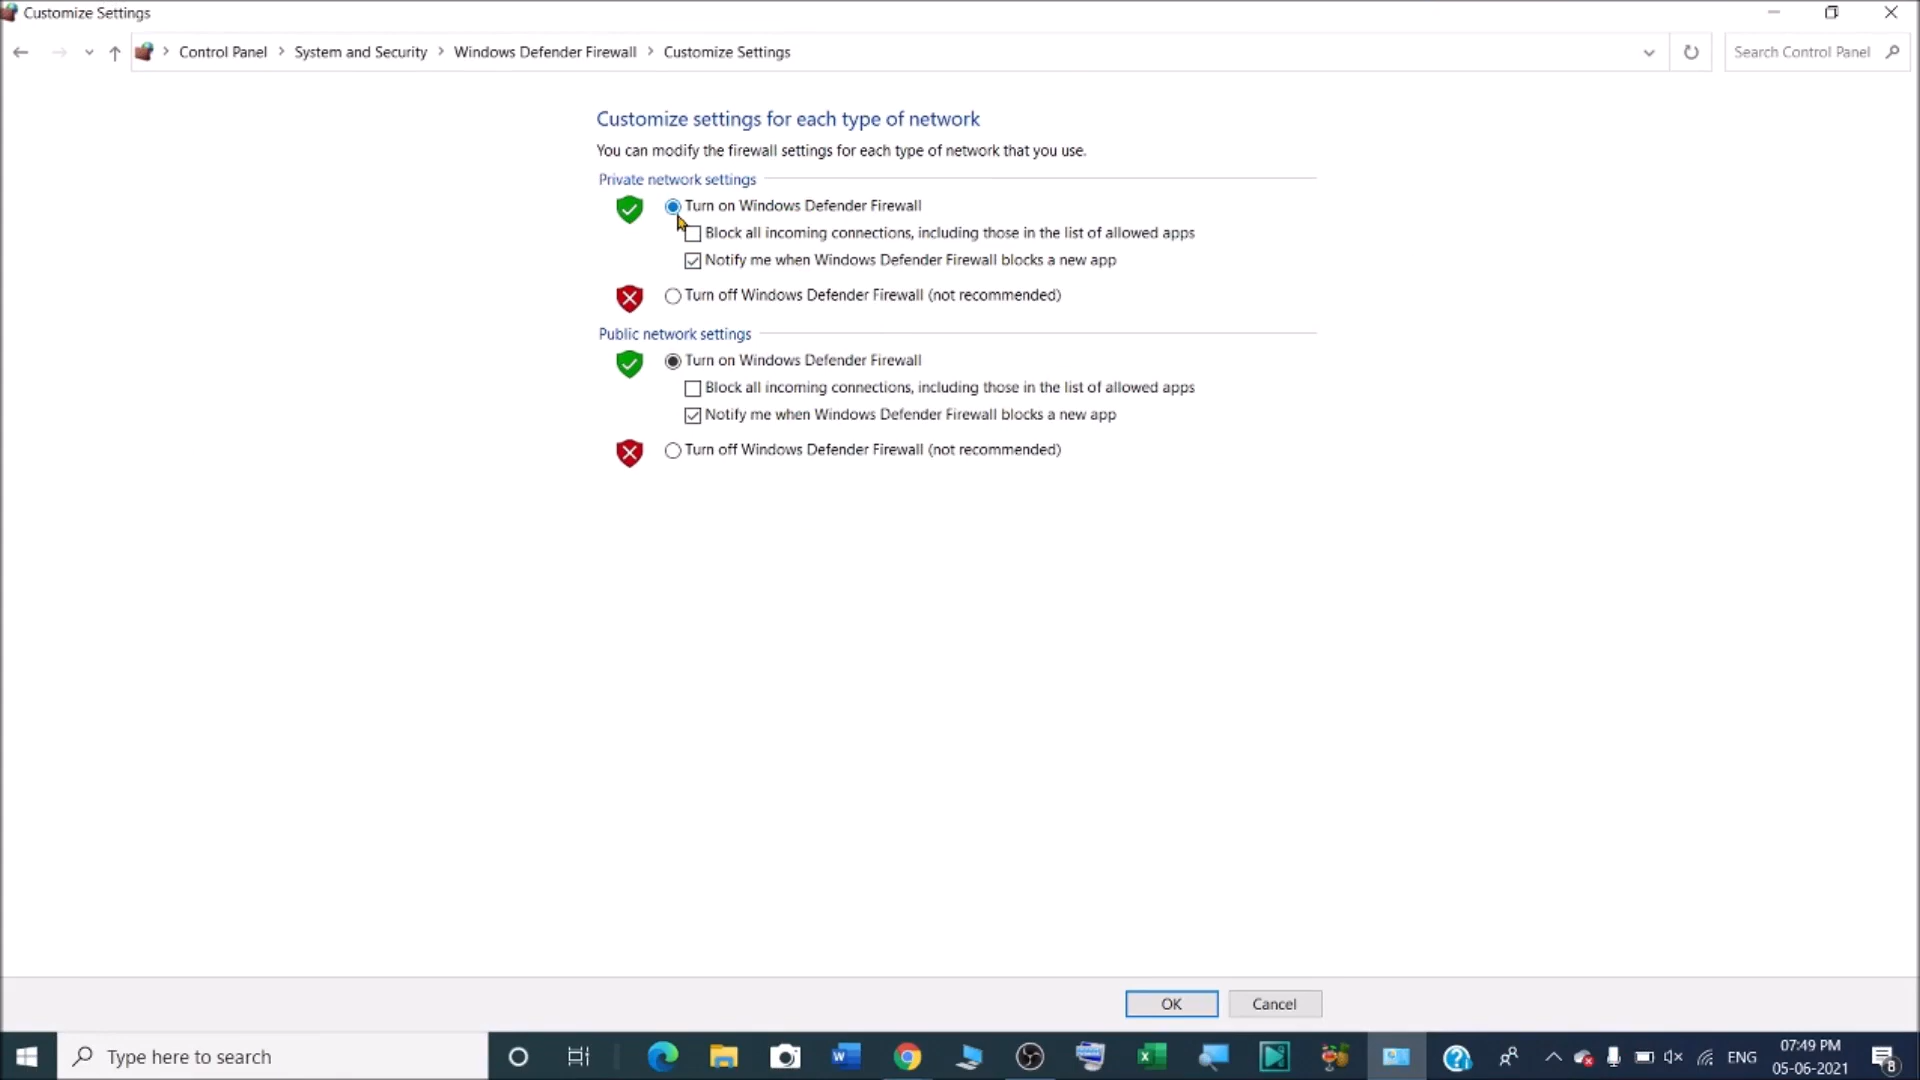 Customize Settings
Control Panel > System and Security > Windows Defender Firewall > Customize Settings
Search Control Panel
Customize settings for each type of network
You can modify the firewall settings for each type of network that you use.
Private network settings
Turn on Windows Defender Firewall
Block all incoming connections, including those in the list of allowed apps
Notify me when Windows Defender Firewall blocks a new app
Turn off Windows Defender Firewall (not recommended)
Public network settings
Turn on Windows Defender Firewall
Block all incoming connections, including those in the list of allowed apps
Notify me when Windows Defender Firewall blocks a new app
Turn off Windows Defender Firewall (not recommended)
OK Cancel
Type here to search
ENG
07:49 PM
05-06-2021
8